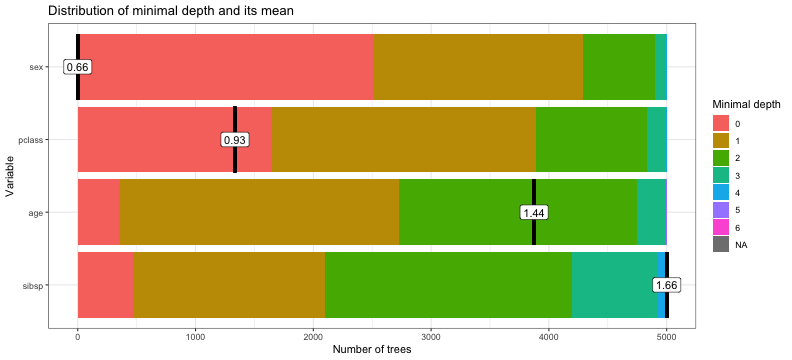 Distribution of minimal depth and its mean
Variable
sex
pclass
age
sibsp
0.66
0.93
1.44
1.66
0 1000 2000 3000 4000 5000
Number of trees
Minimal depth
0
1
2
3
4
5
6
NA